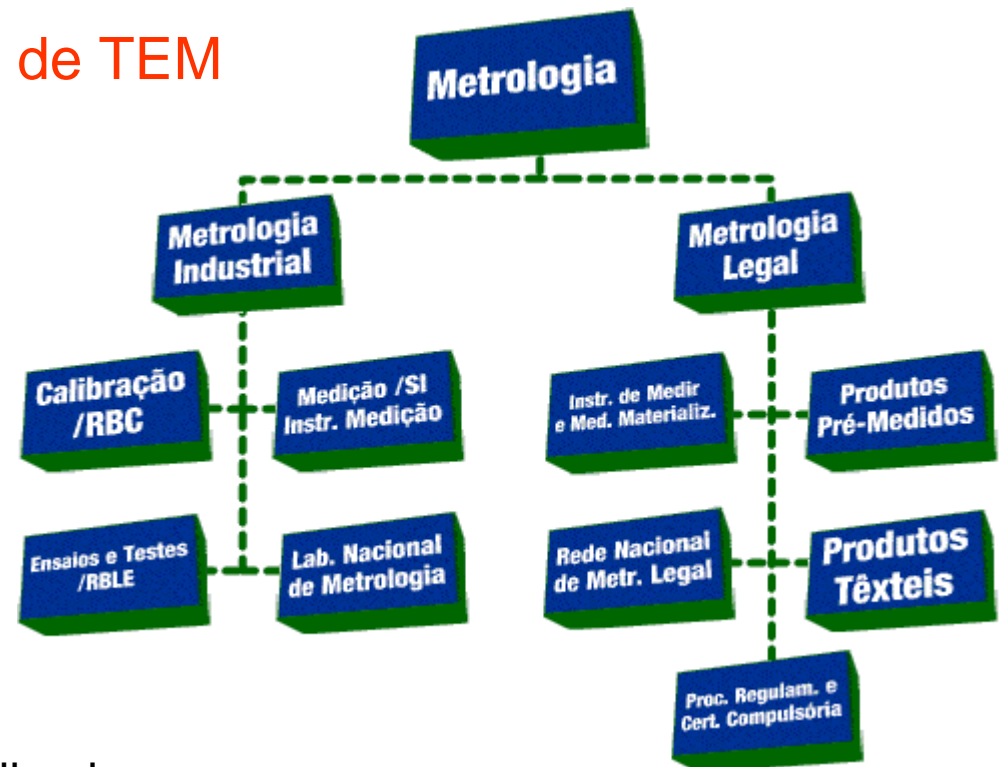 de TEM
Metrologia
Metrologia
Industrial
Metrologia
Legal
Calibração
/RBC
Medição /SI
Instr. Medição
Instr. de Medir
e Med. Materializ.
Produtos
Pré-Medidos
Ensaios e Testes
/RBLE
Lab. Nacional
de Metrologia
Rede Nacional
de Metr. Legal
Produtos
Têxteis
Proc. Regulam. e
Cert. Compulsória